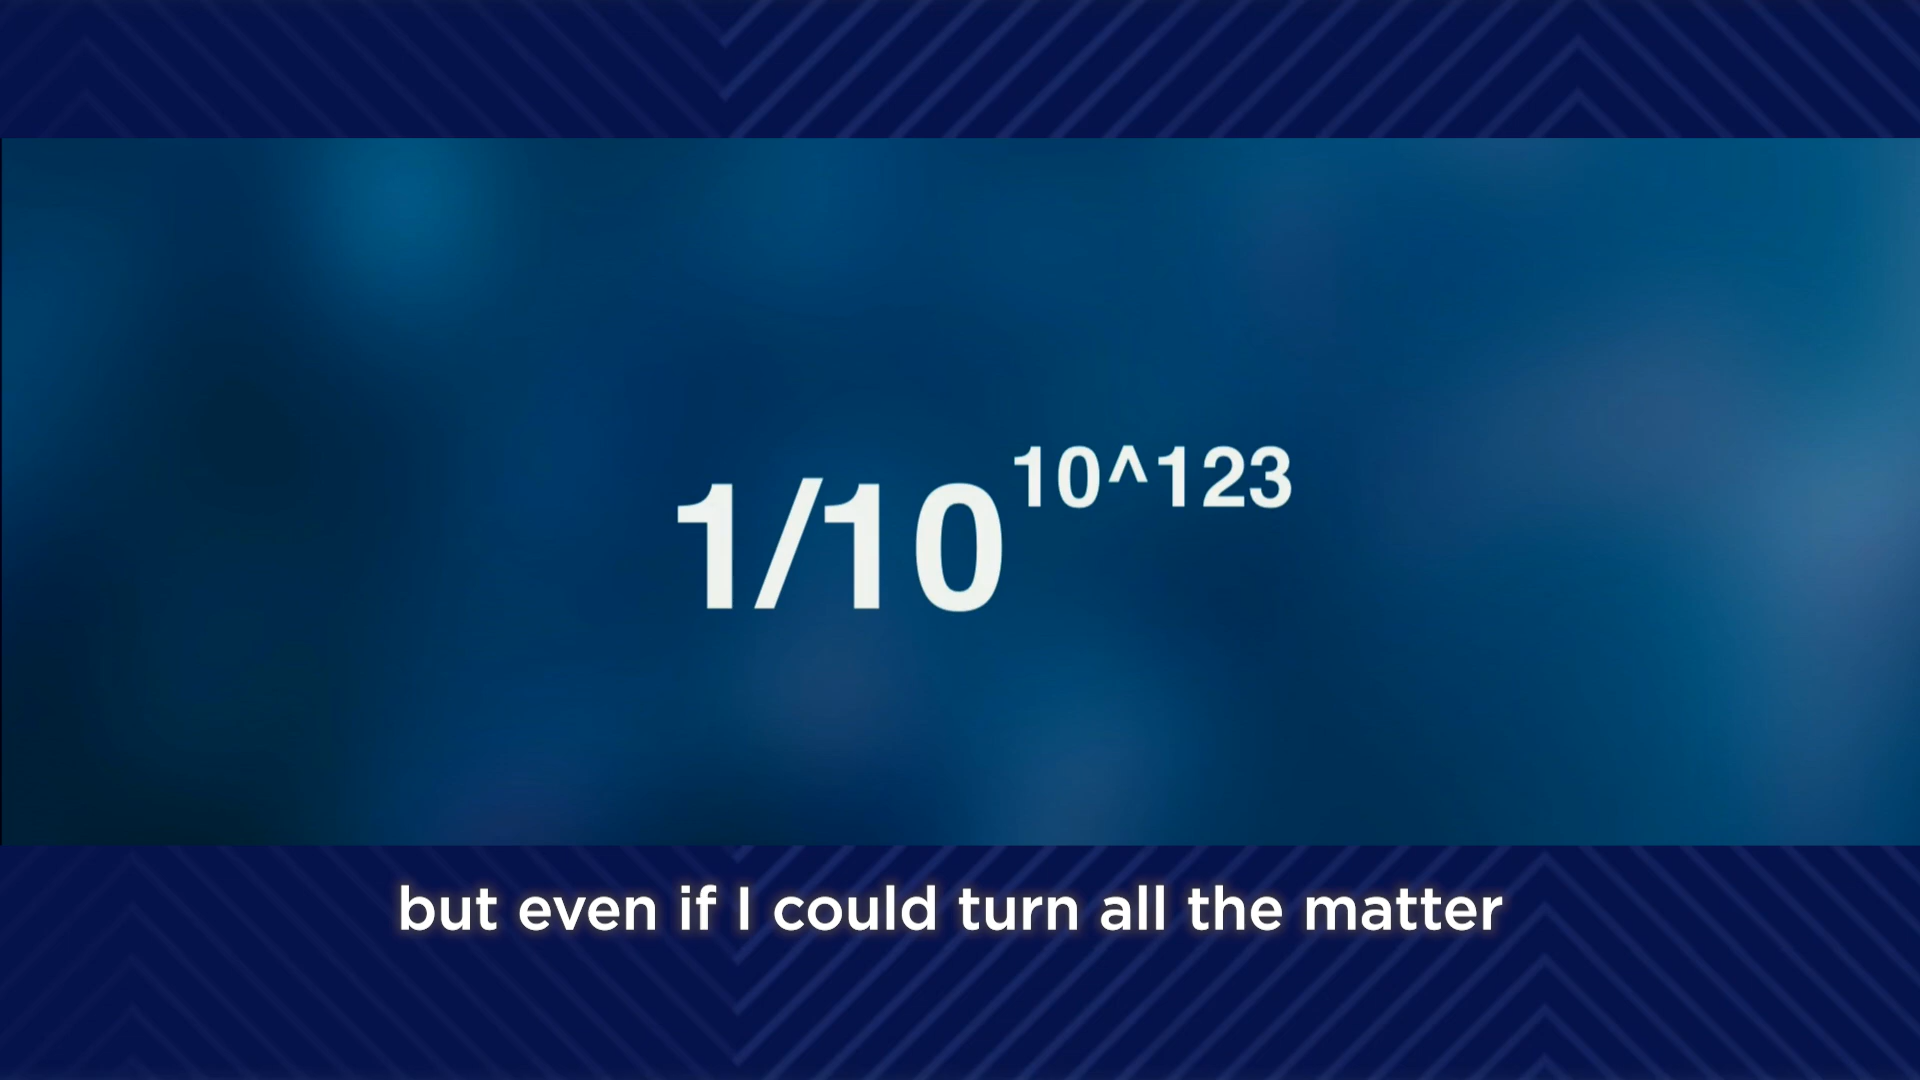 1/10^10^123
but even if I could turn all the matter